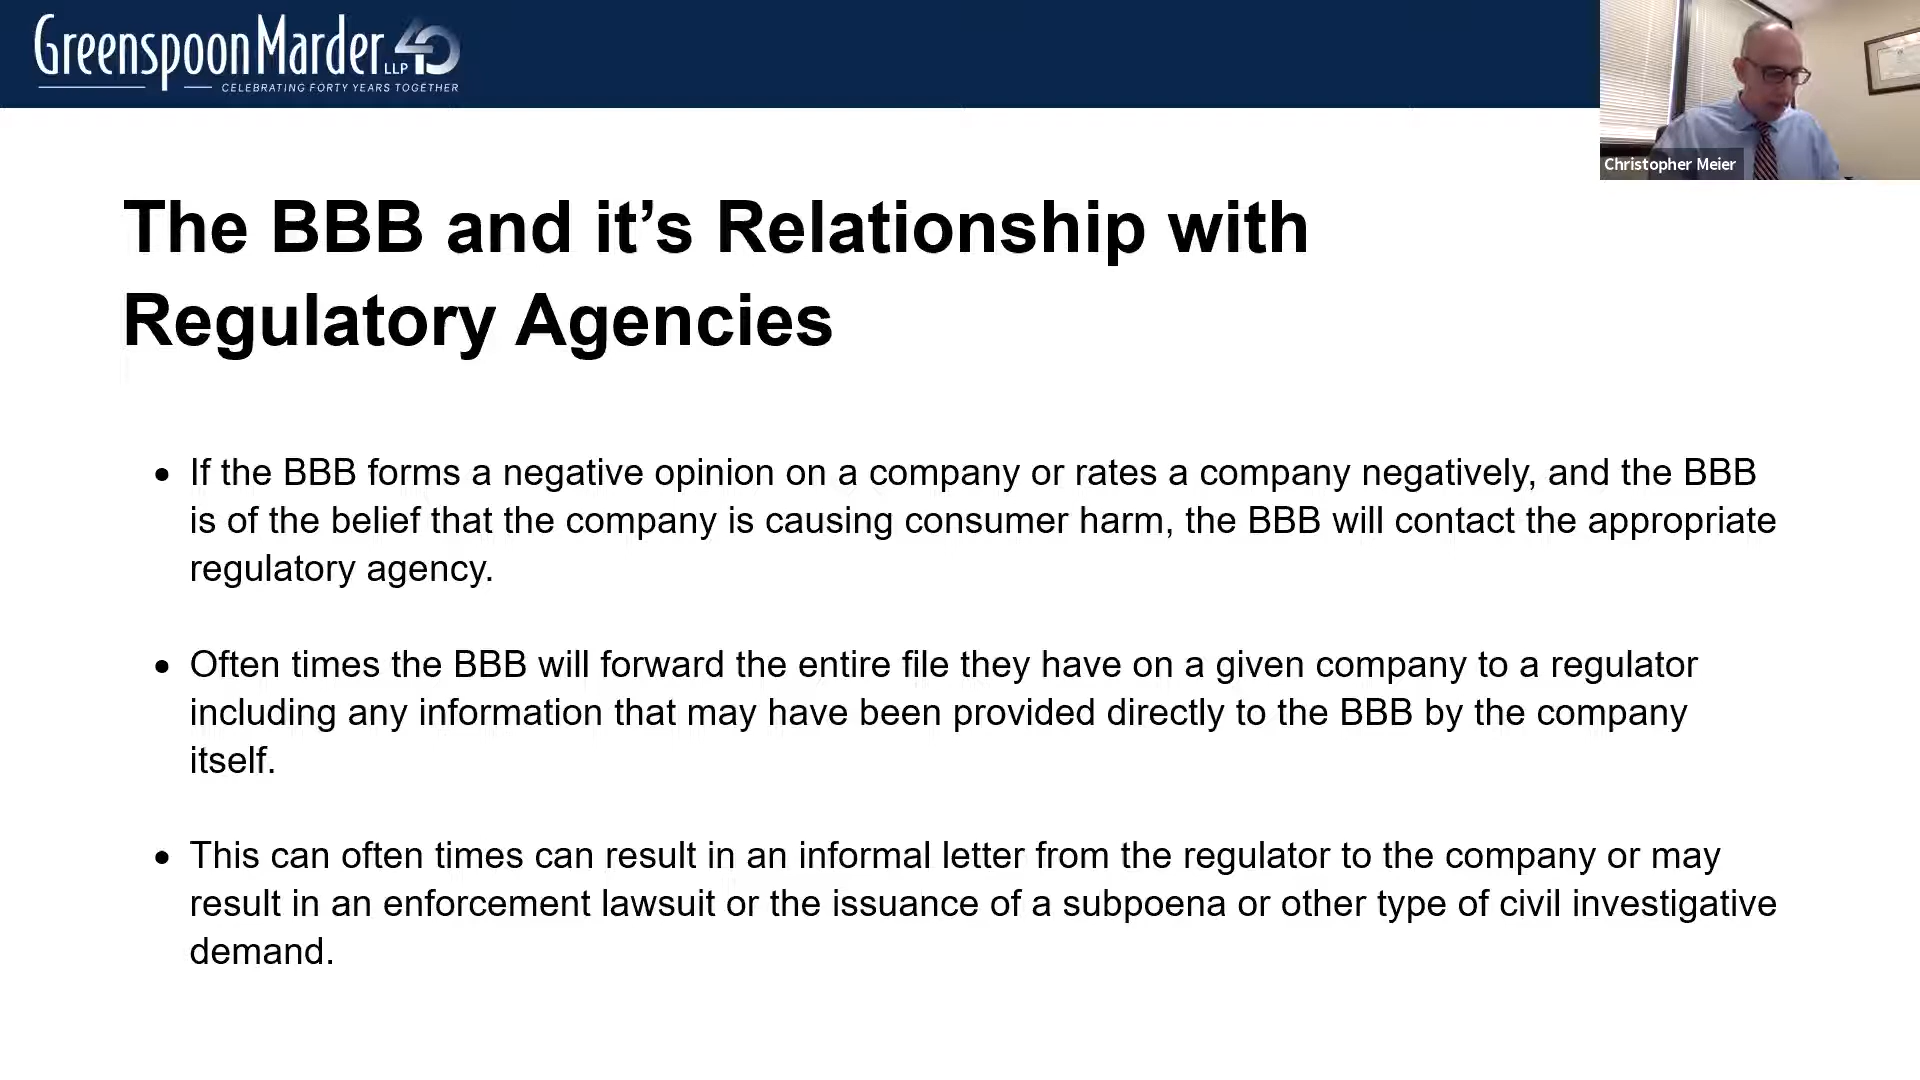 GreenspoonMarder LLP 40
CELEBRATING FORTY YEARS TOGETHER
Christopher Meier
The BBB and it’s Relationship with
Regulatory Agencies
• If the BBB forms a negative opinion on a company or rates a company negatively, and the BBB
is of the belief that the company is causing consumer harm, the BBB will contact the appropriate
regulatory agency.
• Often times the BBB will forward the entire file they have on a given company to a regulator
including any information that may have been provided directly to the BBB by the company
itself.
• This can often times can result in an informal letter from the regulator to the company or may
result in an enforcement lawsuit or the issuance of a subpoena or other type of civil investigative
demand.